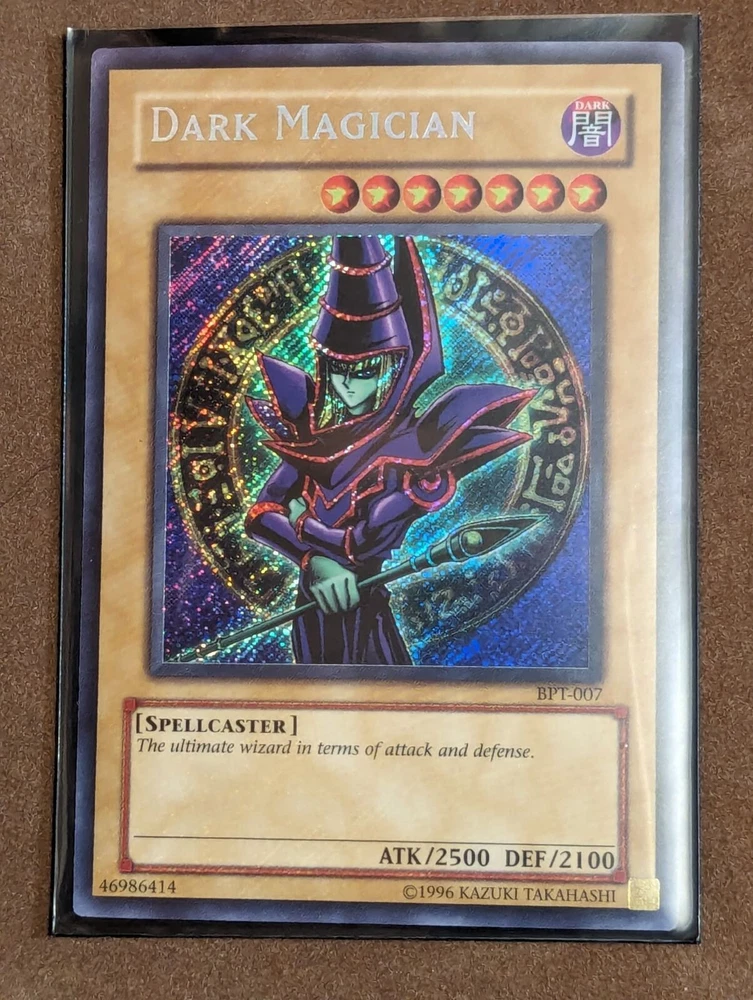 DARK MAGICIAN
DARK
闇
BPT-007
[SPELLCASTER]
The ultimate wizard in terms of attack and defense.
ATK/2500 DEF/2100
46986414
©1996 KAZUKI TAKAHASHI